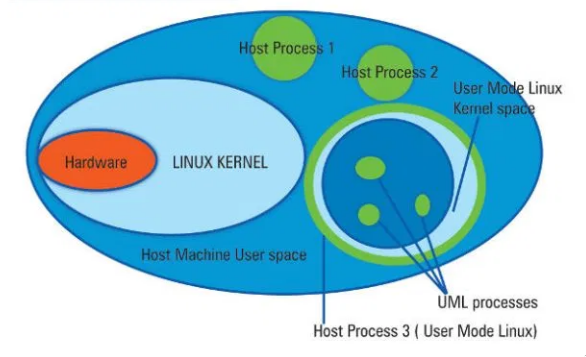 Host Process 1
Host Process 2
User Mode Linux
Kernel space
Hardware
LINUX KERNEL
Host Machine User space
UML processes
Host Process 3 ( User Mode Linux)